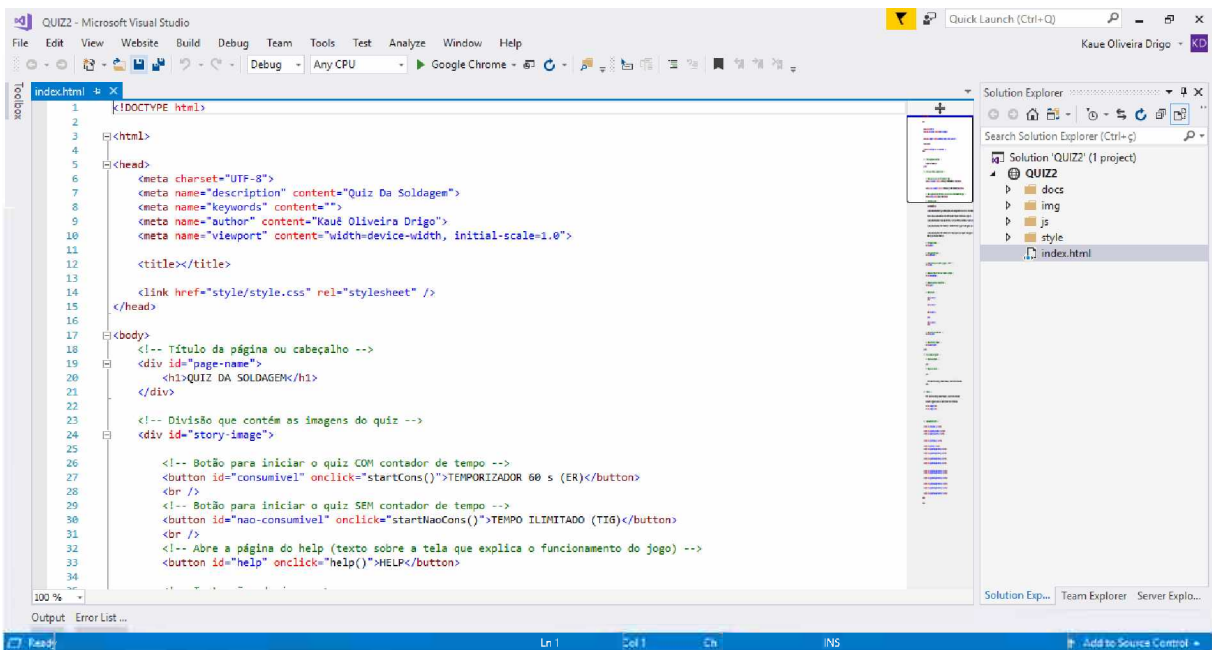 QUIZ2 - Microsoft Visual Studio
Quick Launch (Ctrl+Q)
File Edit View Website Build Debug Team Tools Test Analyze Window Help
Kaue Oliveira Drigo KD
Debug Any CPU Google Chrome
Toolbox
index.html
1 <!DOCTYPE html>
2
3 <html>
4
5 <head>
6 <meta charset="UTF-8">
7 <meta name="description" content="Quiz Da Soldagem">
8 <meta name="keywords" content="">
9 <meta name="author" content="Kauê Oliveira Drigo">
10 <meta name="viewport" content="width=device-width, initial-scale=1.0">
11
12 <title></title>
13
14 <link href="style/style.css" rel="stylesheet" />
15 </head>
16
17 <body>
18 <!-- Título da página ou cabeçalho -->
19 <div id="page-name">
20 <h1>QUIZ DA SOLDAGEM</h1>
21 </div>
22
23 <!-- Divisão que contém as imagens do quiz -->
24 <div id="story-image">
25
26 <!-- Botão para iniciar o quiz COM contador de tempo -->
27 <button id="consumivel" onclick="startCons()">TEMPORIZADOR 60 s (ER)</button>
28 <br />
29 <!-- Botão para iniciar o quiz SEM contador de tempo -->
30 <button id="nao-consumivel" onclick="startNaoCons()">TEMPO ILIMITADO (TIG)</button>
31 <br />
32 <!-- Abre a página do help (texto sobre a tela que explica o funcionamento do jogo) -->
33 <button id="help" onclick="help()">HELP</button>
34
100 %
Solution Explorer
Search Solution Explorer (Ctrl+ç)
Solution 'QUIZ2' (1 project)
QUIZ2
docs
img
js
style
index.html
Solution Exp... Team Explorer Server Explo...
Output Error List ...
Ready Ln 1 Col 1 Ch INS Add to Source Control